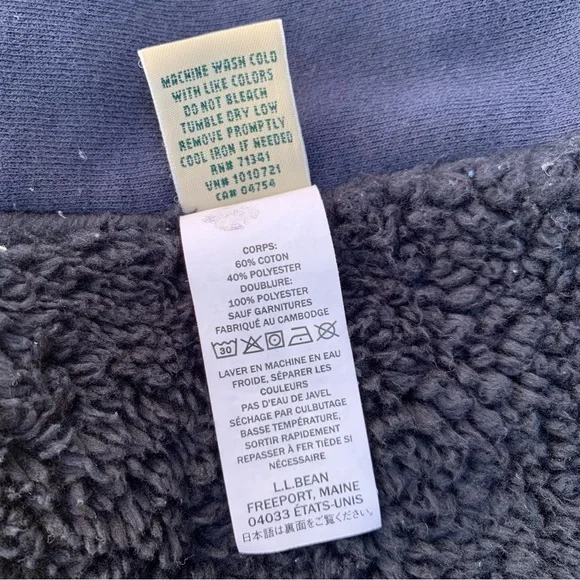 MACHINE WASH COLD
WITH LIKE COLORS
DO NOT BLEACH
TUMBLE DRY LOW
REMOVE PROMPTLY
COOL IRON IF NEEDED
RN# 71341
VN# 1010721
CA# 04754
CORPS:
60% COTON
40% POLYESTER
DOUBLURE:
100% POLYESTER
SAUF GARNITURES
FABRIQUÉ AU CAMBODGE
30
LAVER EN MACHINE EN EAU
FROIDE, SÉPARER LES
COULEURS
PAS D'EAU DE JAVEL
SÉCHAGE PAR CULBUTAGE
BASSE TEMPÉRATURE,
SORTIR RAPIDEMENT
REPASSER À FER TIÈDE SI
NÉCESSAIRE
L.L.BEAN
FREEPORT, MAINE
04033 ÉTATS-UNIS
日本語は裏面をご覧ください。